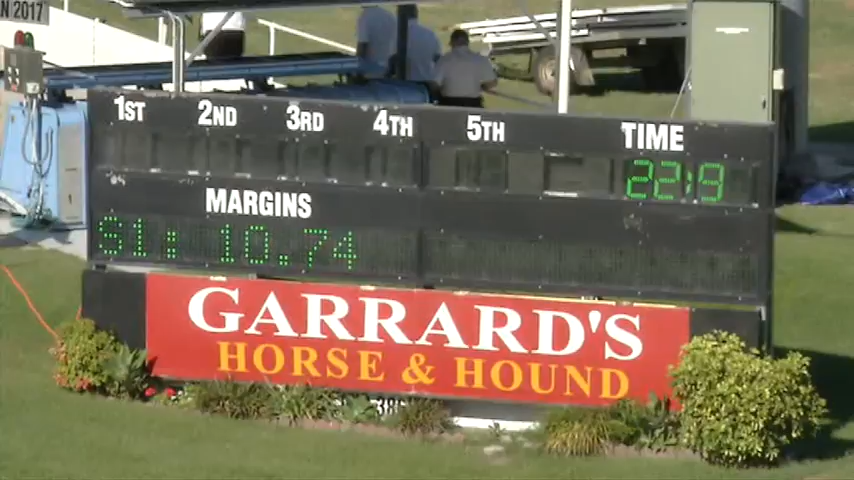 N 2017
1ST 2ND 3RD 4TH 5TH TIME
22:9
MARGINS
S1: 10.74
GARRARD'S
HORSE & HOUND